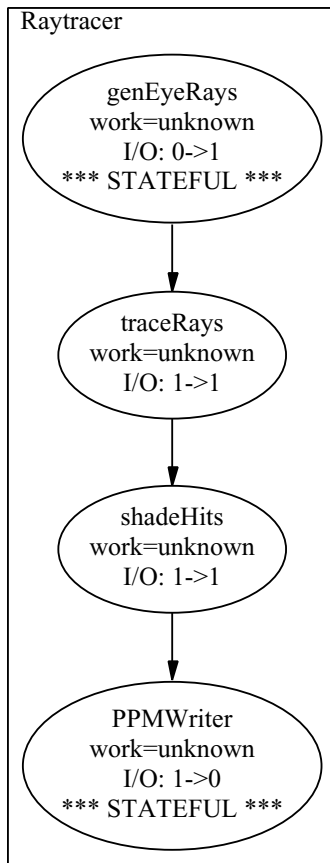 Raytracer
genEyeRays
work=unknown
I/O: 0->1
*** STATEFUL ***
traceRays
work=unknown
I/O: 1->1
shadeHits
work=unknown
I/O: 1->1
PPMWriter
work=unknown
I/O: 1->0
*** STATEFUL ***